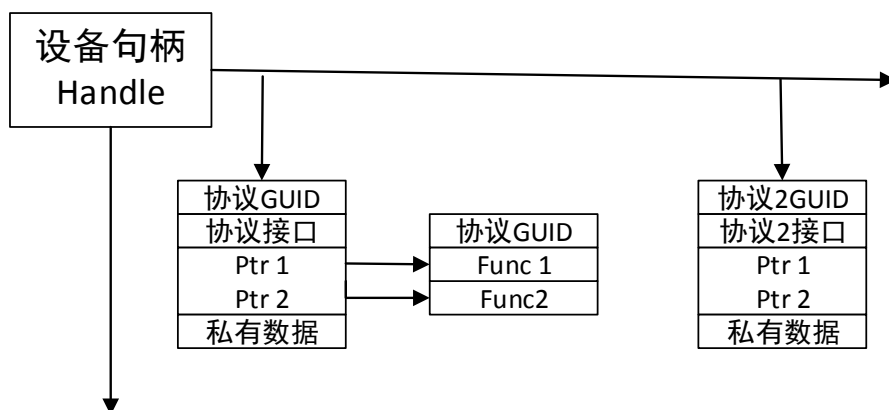 设备句柄
Handle
协议GUID
协议接口
Ptr 1
Ptr 2
私有数据
协议GUID
Func 1
Func2
协议2GUID
协议2接口
Ptr 1
Ptr 2
私有数据